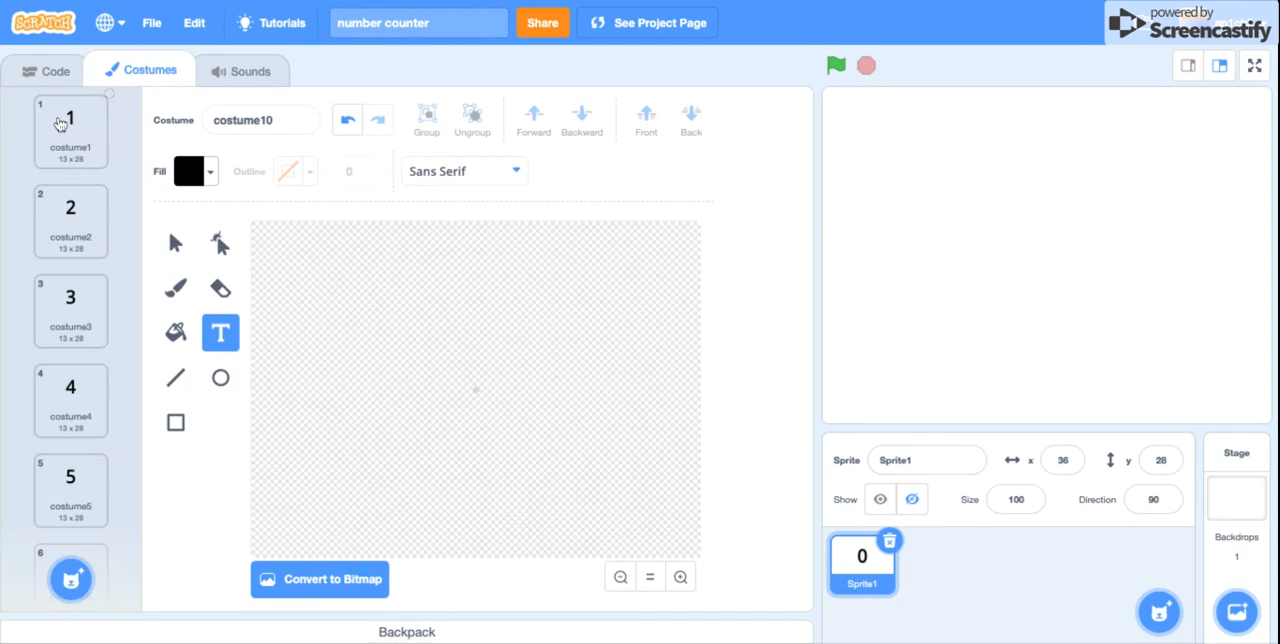 SCRATCH
File
Edit
Tutorials
number counter
Share
See Project Page
powered by
Screencastify
Code
Costumes
Sounds
1
1
costume1
13 x 28
2
2
costume2
13 x 28
3
3
costume3
13 x 28
4
4
costume4
13 x 28
5
5
costume5
13 x 28
6
Costume
costume10
Group
Ungroup
Forward
Backward
Front
Back
Fill
Outline
0
Sans Serif
T
Convert to Bitmap
Backpack
Sprite
Sprite1
x
36
y
28
Show
Size
100
Direction
90
0
Sprite1
Stage
Backdrops
1